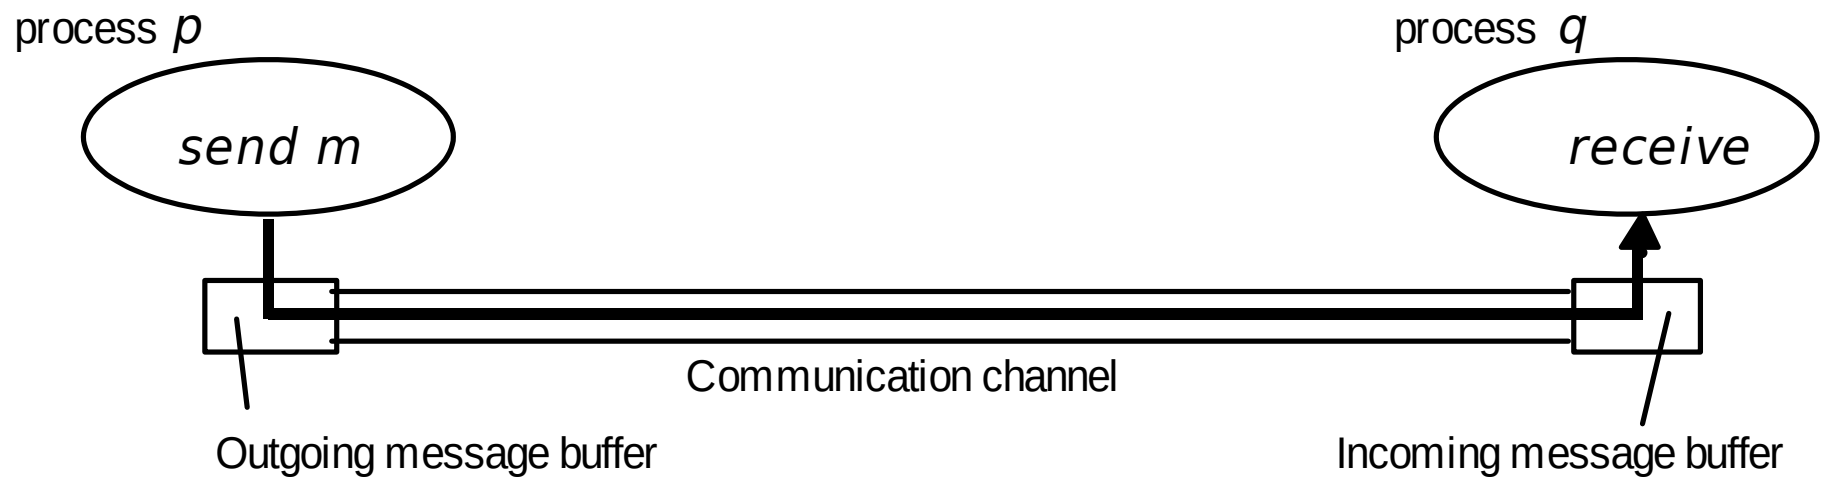 process p
process q
send m
receive
Communication channel
Outgoing message buffer
Incoming message buffer